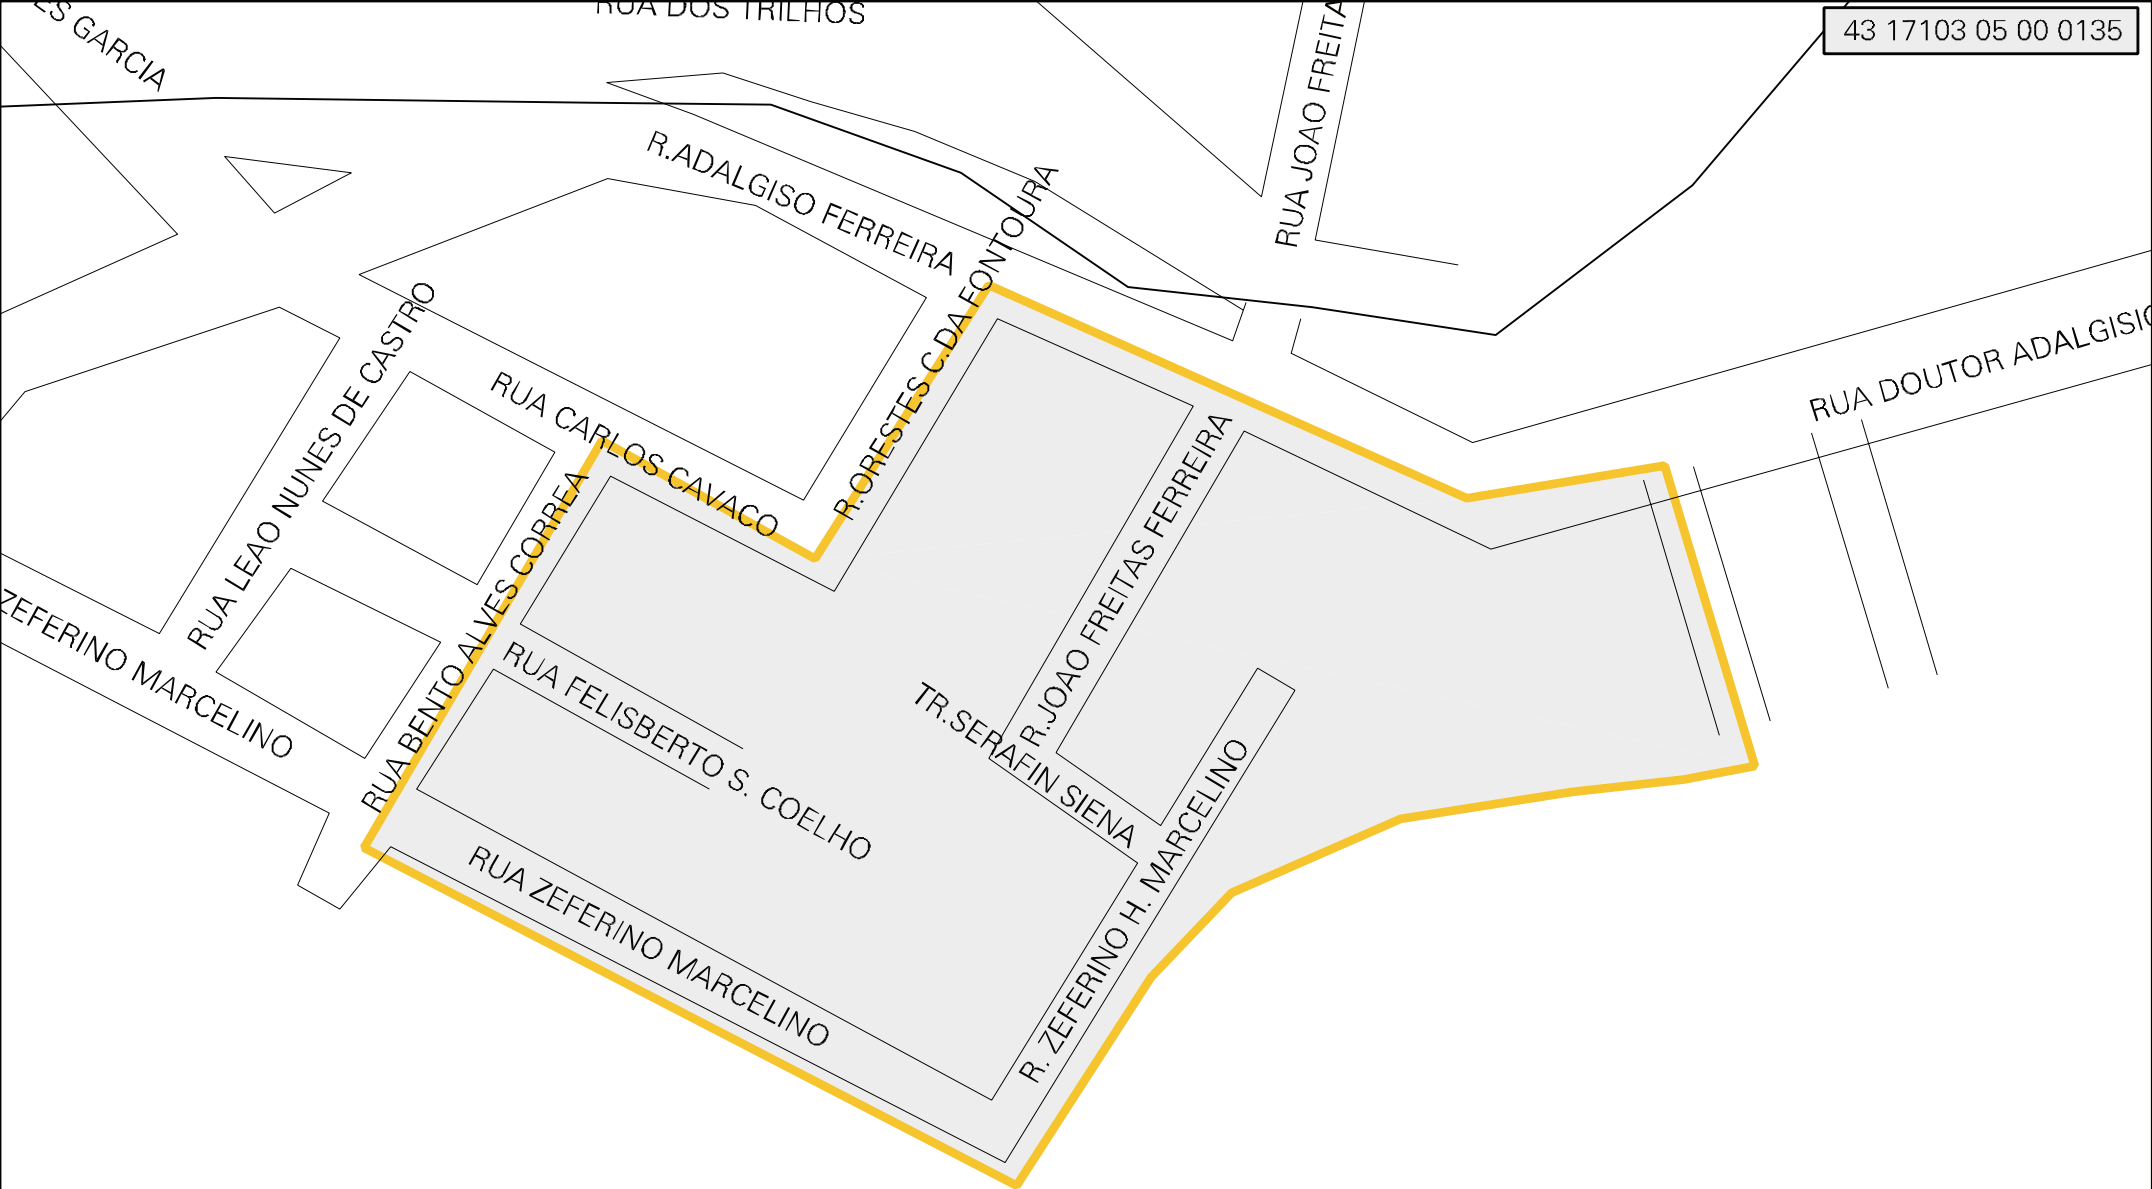 RUA DOS TRILHOS
43 17103 05 00 0135
ES GARCIA
RUA JOAO FREITA
R.ADALGISO FERREIRA
R.ORESTES C.DA FONTOURA
RUA DOUTOR ADALGISIO
RUA LEAO NUNES DE CASTRO
RUA CARLOS CAVACO
RUA BENTO ALVES CORREA
R.JOAO FREITAS FERREIRA
ZEFERINO MARCELINO
RUA FELISBERTO S. COELHO
TR.SERAFIN SIENA
R. ZEFERINO H. MARCELINO
RUA ZEFERINO MARCELINO